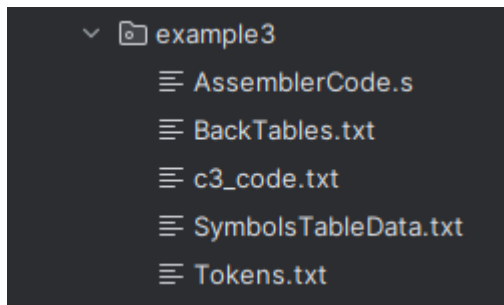 example3
AssemblerCode.s
BackTables.txt
c3_code.txt
SymbolsTableData.txt
Tokens.txt